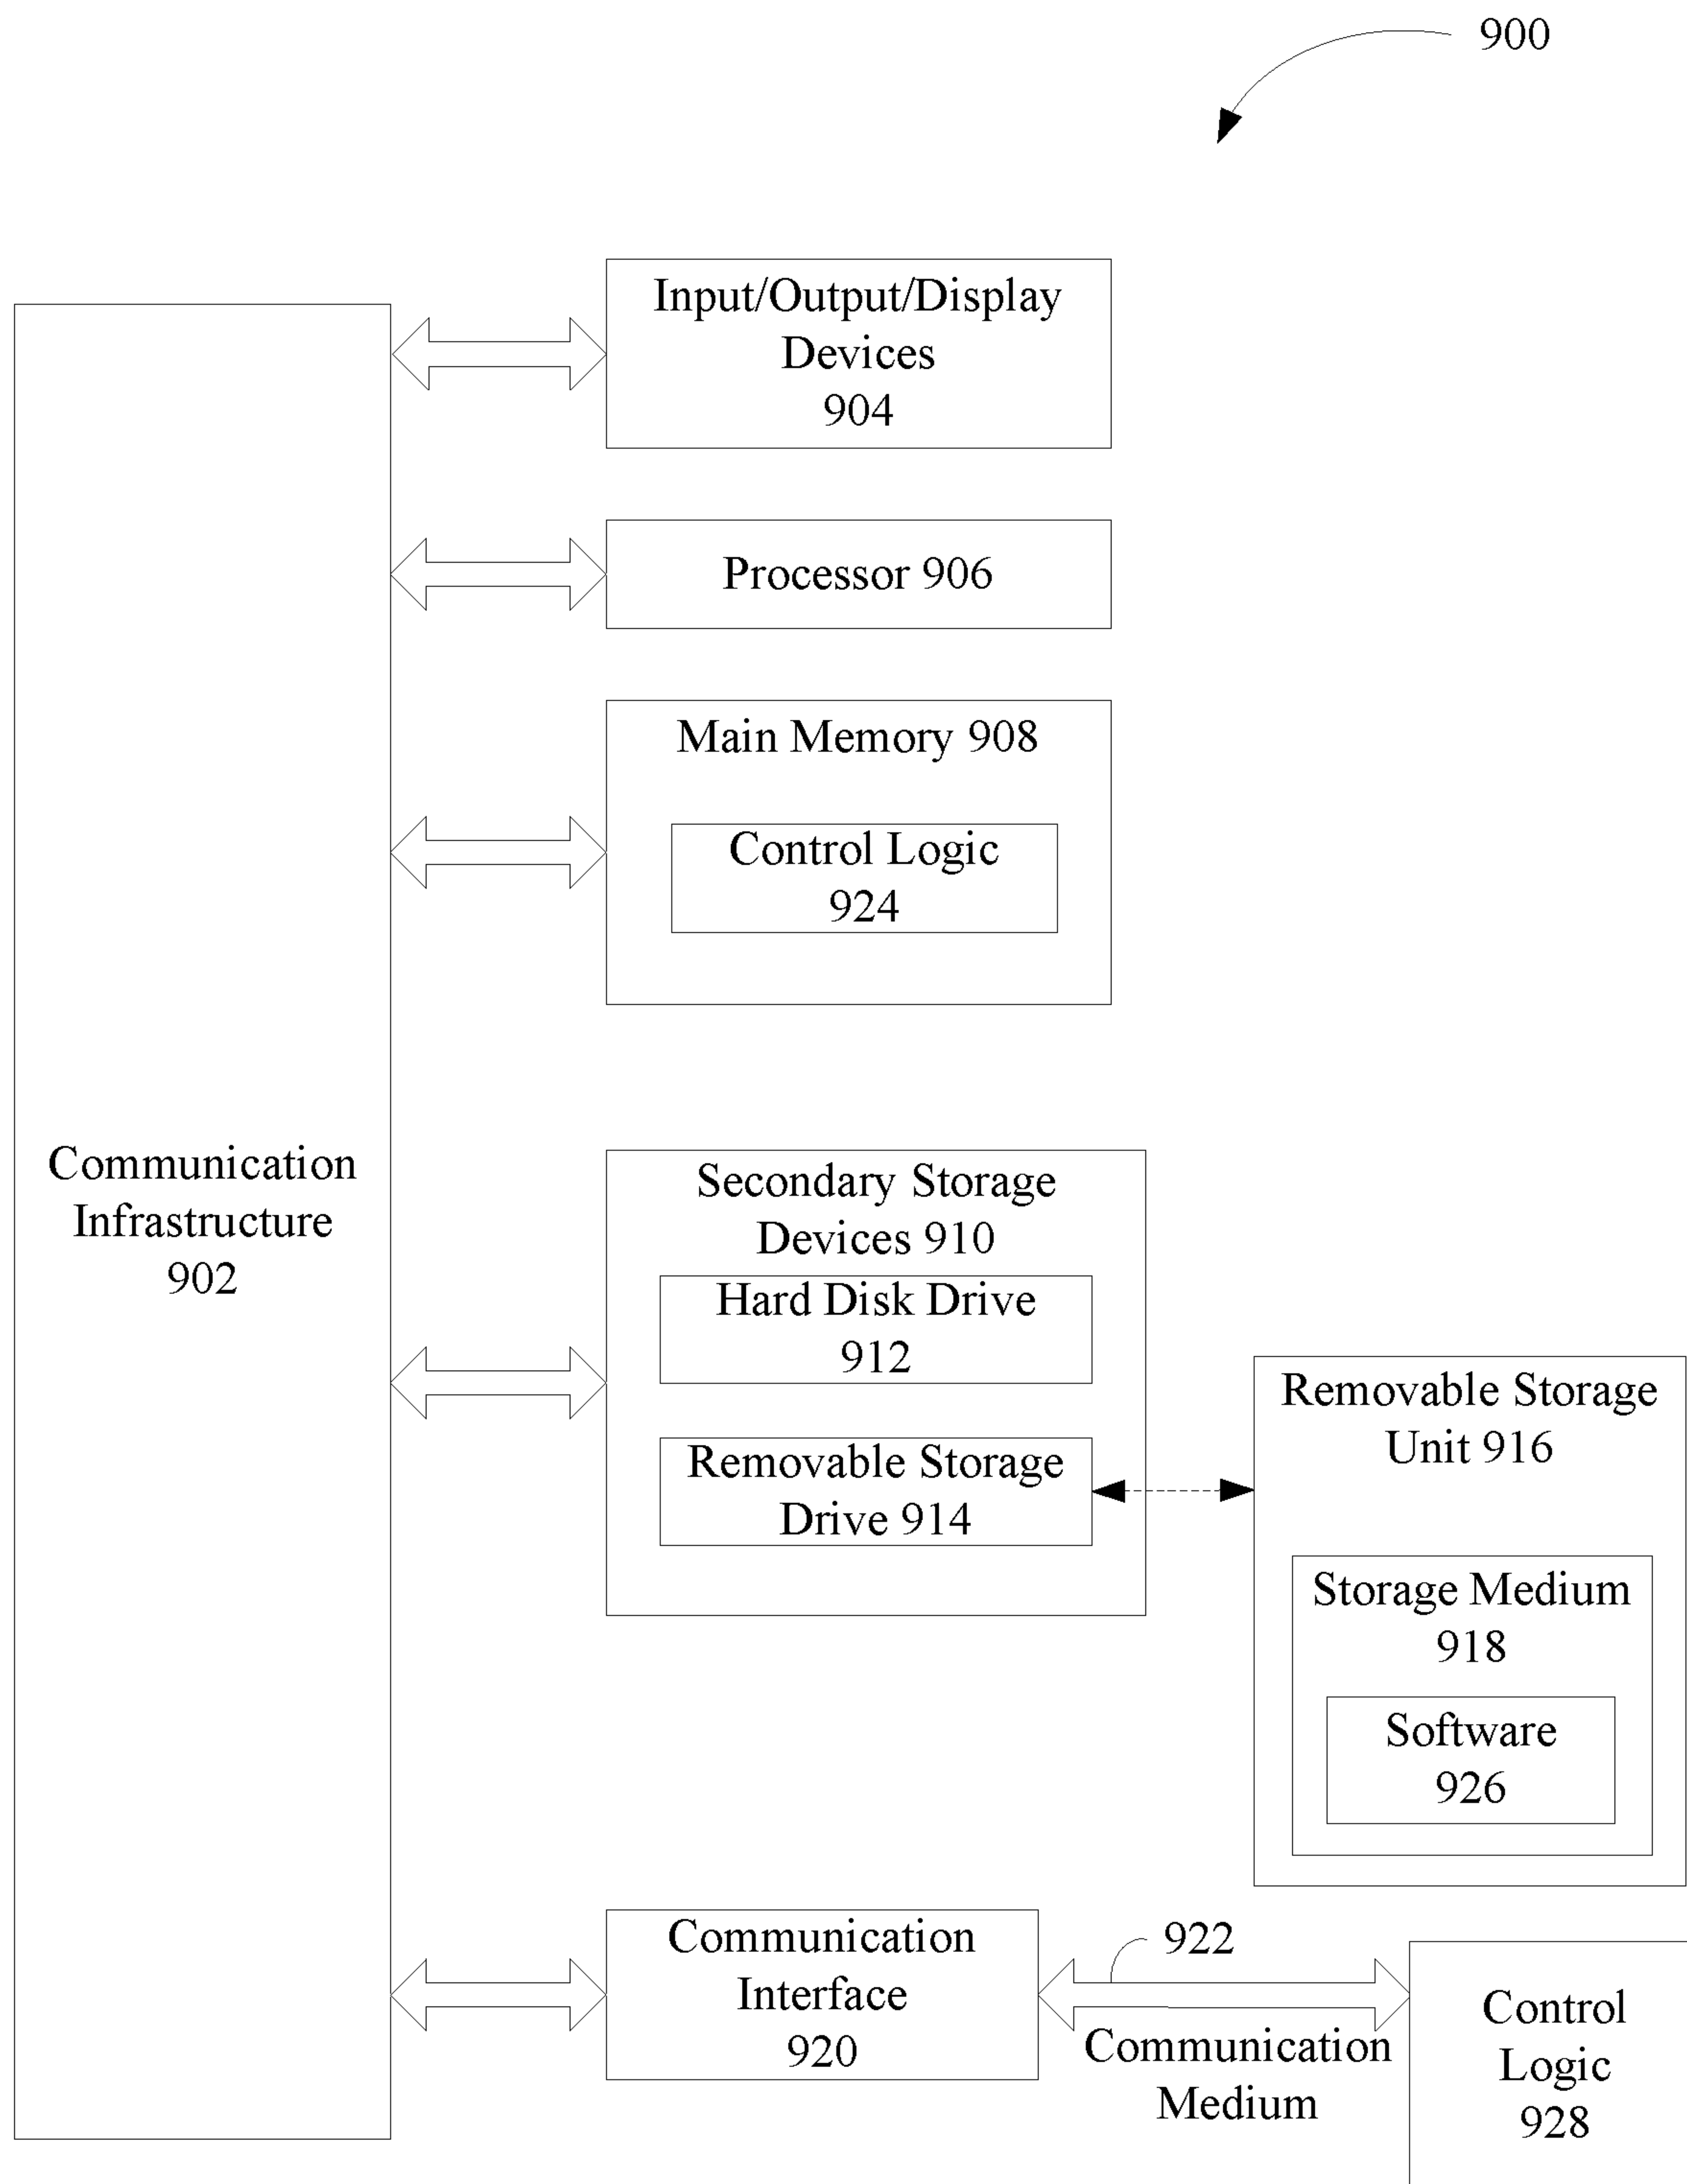 900
Input/Output/Display
Devices
904
Processor 906
Main Memory 908
Control Logic
924
Communication
Infrastructure
902
Secondary Storage
Devices 910
Hard Disk Drive
912
Removable Storage
Drive 914
Removable Storage
Unit 916
Storage Medium
918
Software
926
Communication
Interface
920
922
Communication
Medium
Control
Logic
928